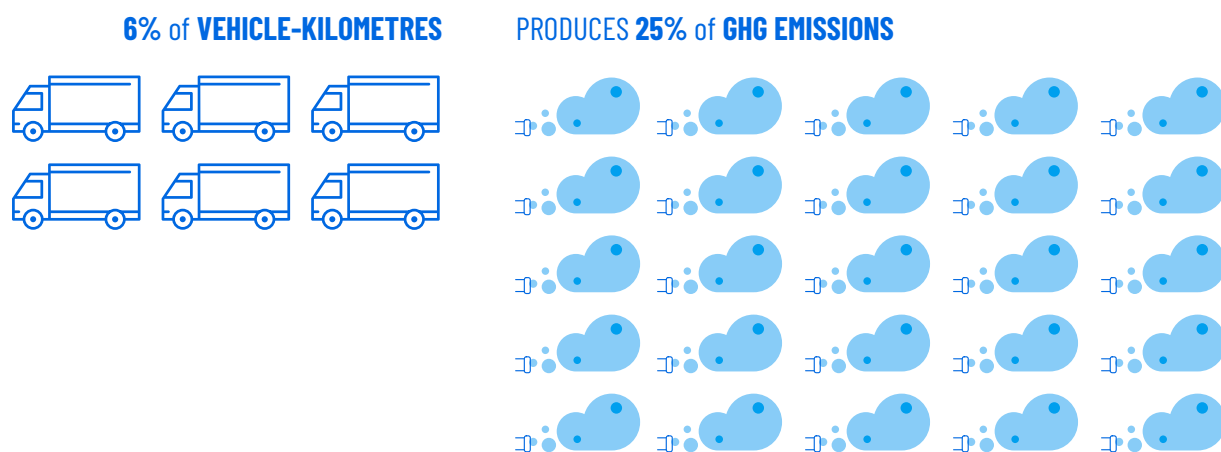 6% of VEHICLE-KILOMETRES
PRODUCES 25% of GHG EMISSIONS